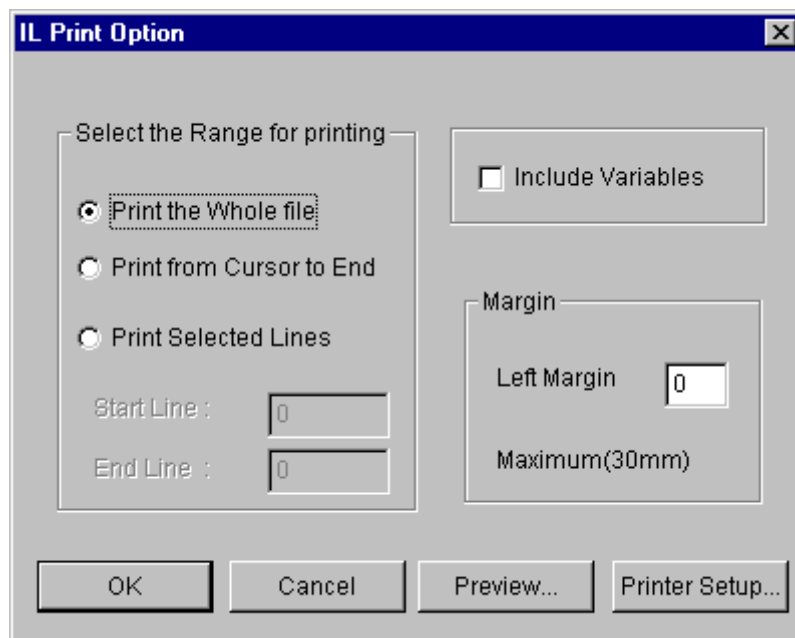 IL Print Option
Select the Range for printing
Print the Whole file
Print from Cursor to End
Print Selected Lines
Start Line : 0
End Line : 0
Include Variables
Margin
Left Margin 0
Maximum(30mm)
OK Cancel Preview... Printer Setup...